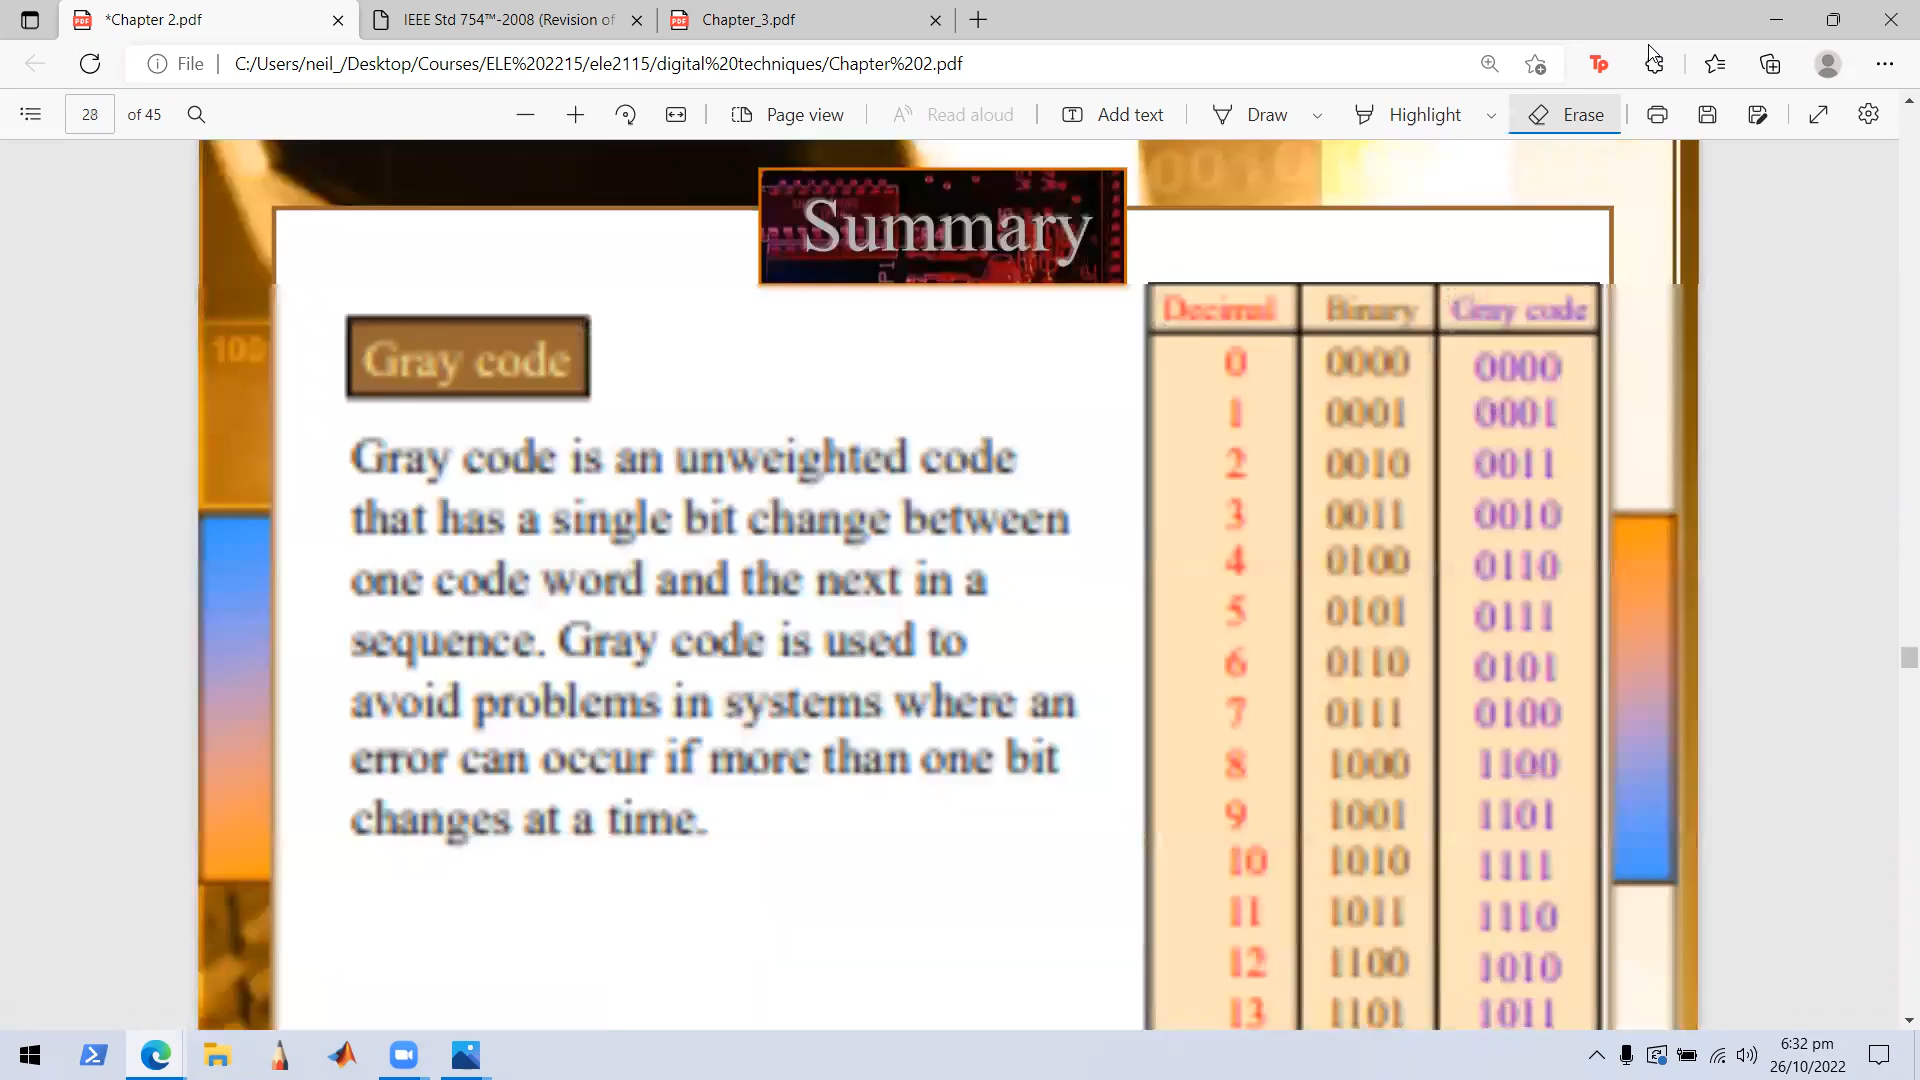 *Chapter 2.pdf
IEEE Std 754™-2008 (Revision of
Chapter_3.pdf
File
C:/Users/neil_/Desktop/Courses/ELE%202215/ele2115/digital%20techniques/Chapter%202.pdf
28 of 45
Page view
Read aloud
Add text
Draw
Highlight
Erase
Summary
Gray code
Gray code is an unweighted code
that has a single bit change between
one code word and the next in a
sequence. Gray code is used to
avoid problems in systems where an
error can occur if more than one bit
changes at a time.
Decimal Binary Gray code
0 0000 0000
1 0001 0001
2 0010 0011
3 0011 0010
4 0100 0110
5 0101 0111
6 0110 0101
7 0111 0100
8 1000 1100
9 1001 1101
10 1010 1111
11 1011 1110
12 1100 1010
13 1101 1011
6:32 pm
26/10/2022